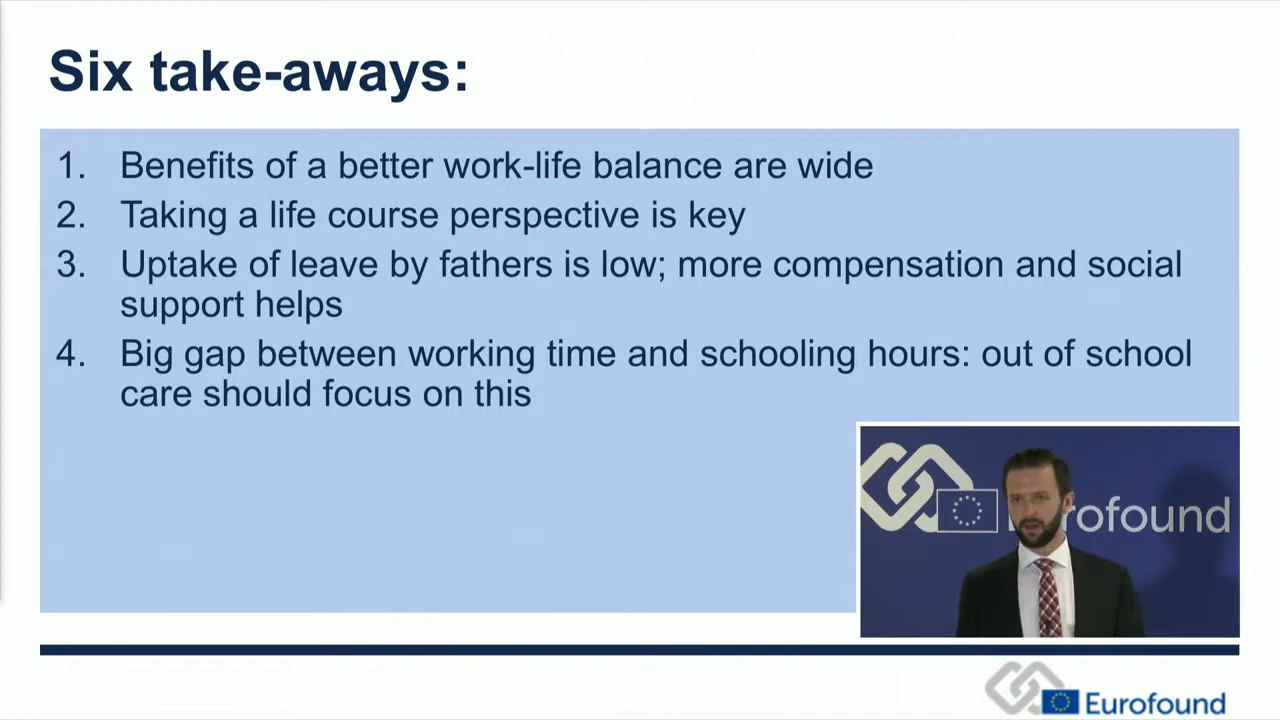 Six take-aways:
1. Benefits of a better work-life balance are wide
2. Taking a life course perspective is key
3. Uptake of leave by fathers is low; more compensation and social
support helps
4. Big gap between working time and schooling hours: out of school
care should focus on this
rofound
Eurofound